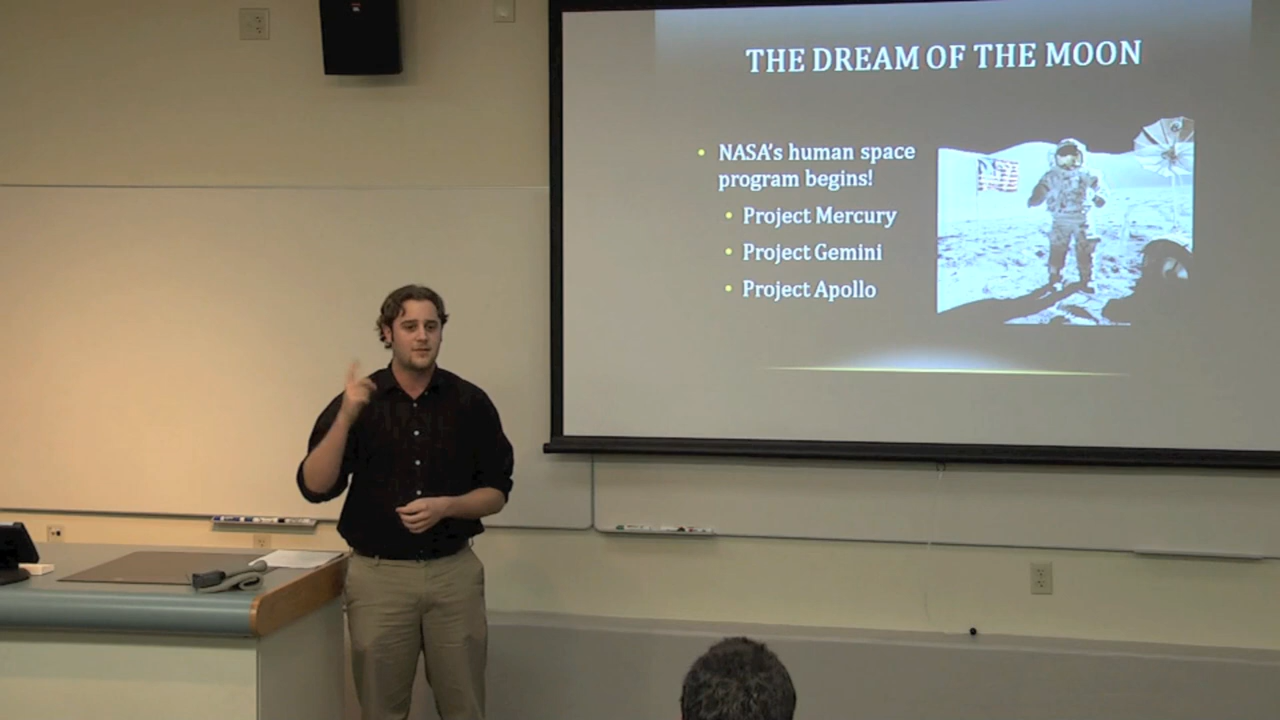 THE DREAM OF THE MOON
• NASA's human space
program begins!
• Project Mercury
• Project Gemini
• Project Apollo